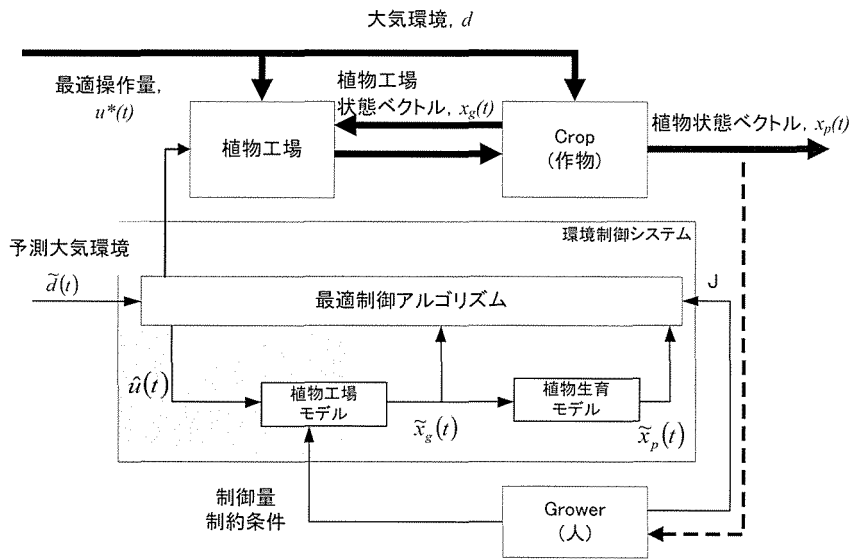 大気環境, d
最適操作量,
u*(t)
植物工場
状態ベクトル, x_g(t)
植物工場
Crop
(作物)
植物状態ベクトル, x_p(t)
環境制御システム
予測大気環境
d̃(t)
最適制御アルゴリズム
J
û(t)
植物工場
モデル
x̃_g(t)
植物生育
モデル
x̃_p(t)
制御量
制約条件
Grower
(人)